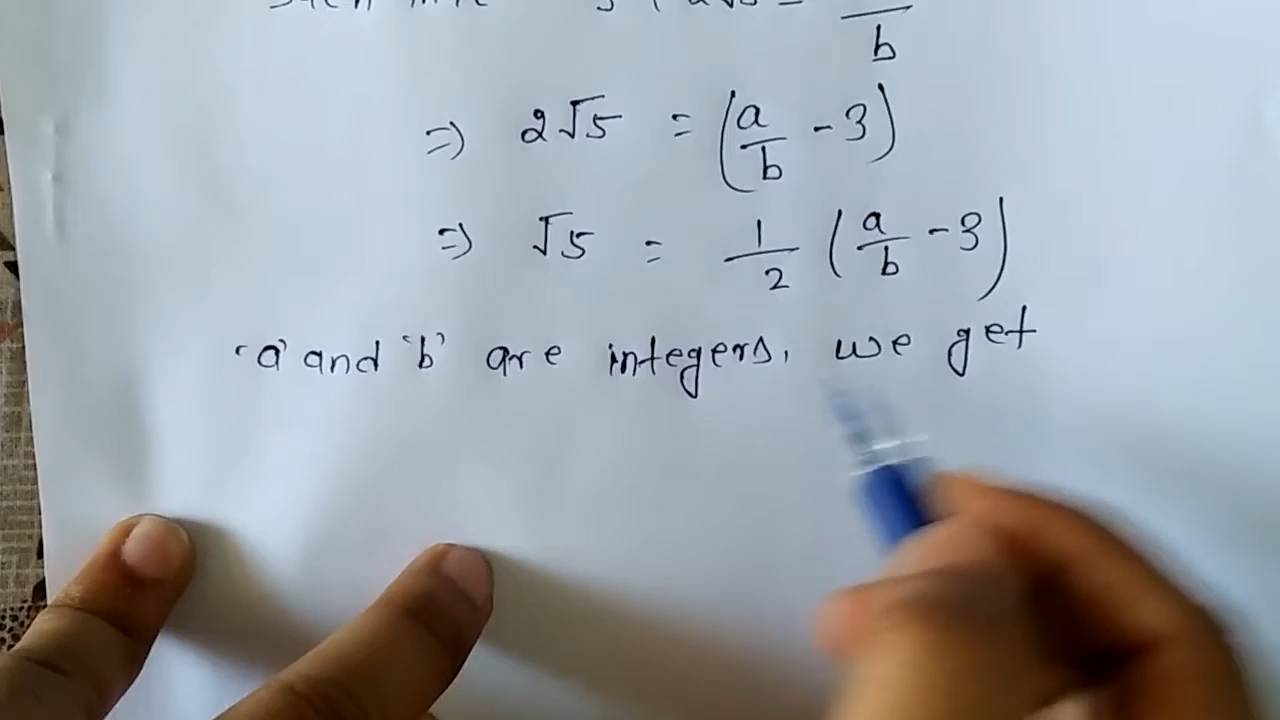 b
⇒ 2√5 = (a/b - 3)
⇒ √5 = 1/2 (a/b - 3)
'a' and 'b' are integers, we get